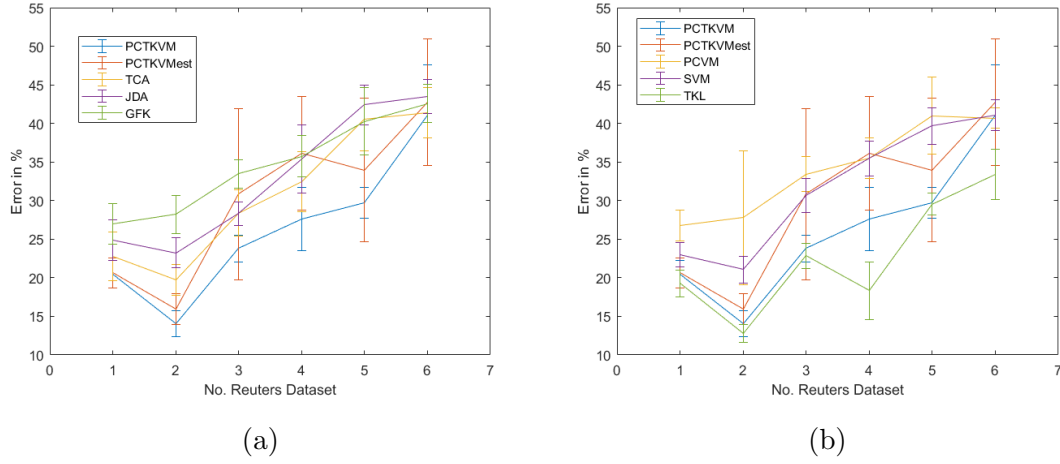 55
50
45
40
35
30
25
20
15
10
Error in %
PCTKVM
PCTKVMest
TCA
JDA
GFK
0 1 2 3 4 5 6 7
No. Reuters Dataset
(a)
55
50
45
40
35
30
25
20
15
10
Error in %
PCTKVM
PCTKVMest
PCVM
SVM
TKL
0 1 2 3 4 5 6 7
No. Reuters Dataset
(b)